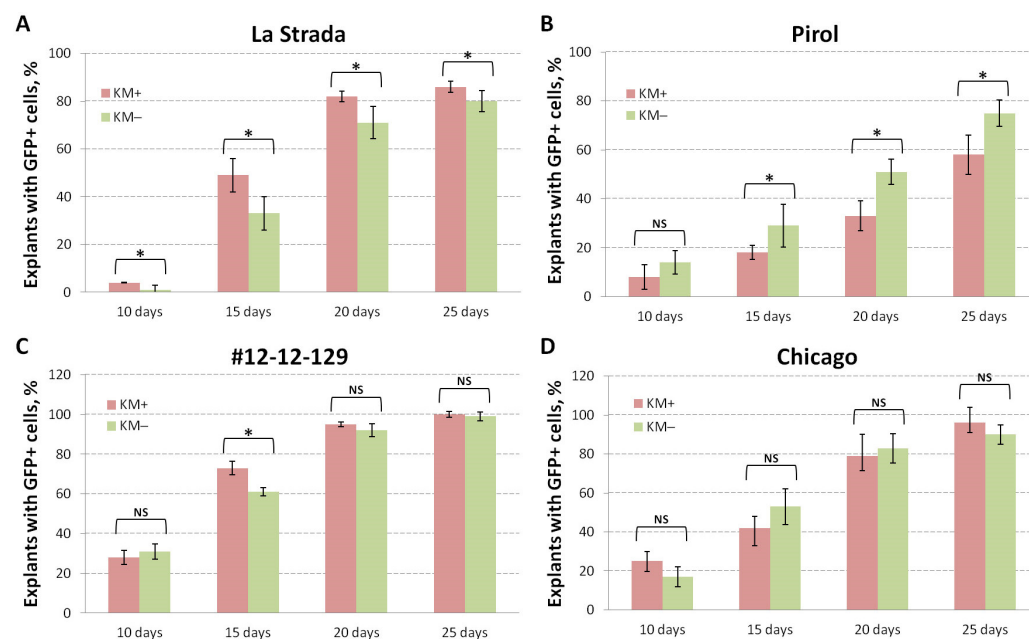 A
La Strada
Explants with GFP+ cells, %
100
80
60
40
20
0
KM+
KM–
*
*
*
*
10 days
15 days
20 days
25 days
B
Pirol
Explants with GFP+ cells, %
100
80
60
40
20
0
KM+
KM–
NS
*
*
*
10 days
15 days
20 days
25 days
C
#12-12-129
Explants with GFP+ cells, %
120
100
80
60
40
20
0
KM+
KM–
NS
*
NS
NS
10 days
15 days
20 days
25 days
D
Chicago
Explants with GFP+ cells, %
120
100
80
60
40
20
0
KM+
KM–
NS
NS
NS
NS
10 days
15 days
20 days
25 days